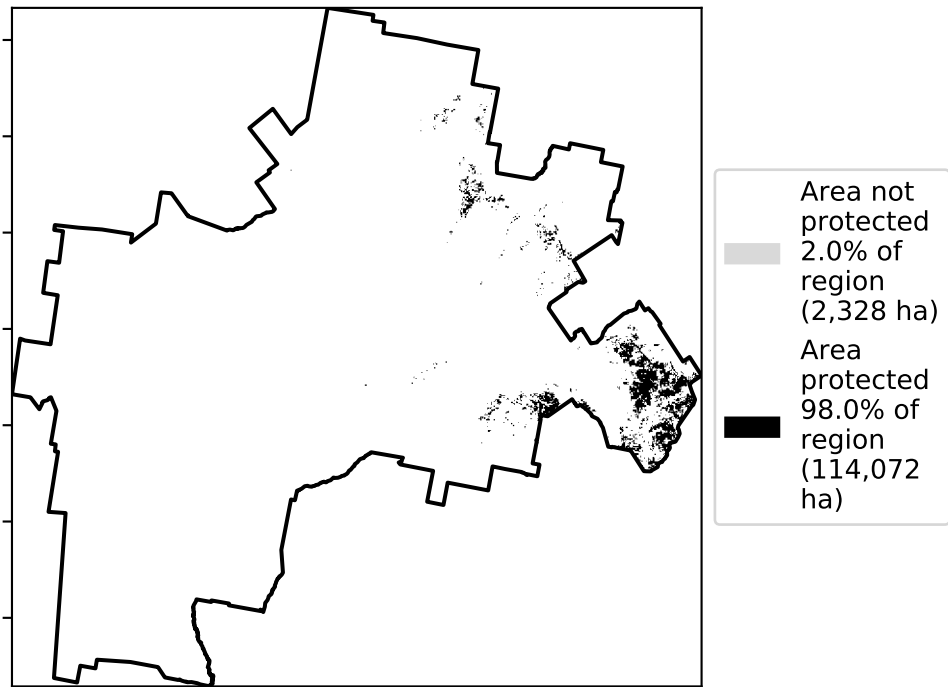 Area not
protected
2.0% of
region
(2,328 ha)
Area
protected
98.0% of
region
(114,072
ha)